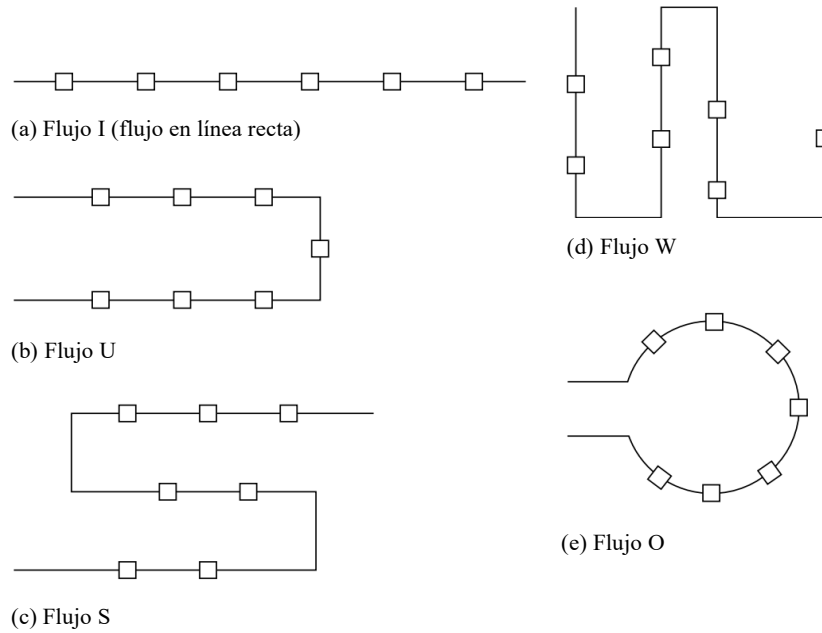 (a) Flujo I (flujo en línea recta)
(b) Flujo U
(c) Flujo S
(d) Flujo W
(e) Flujo O